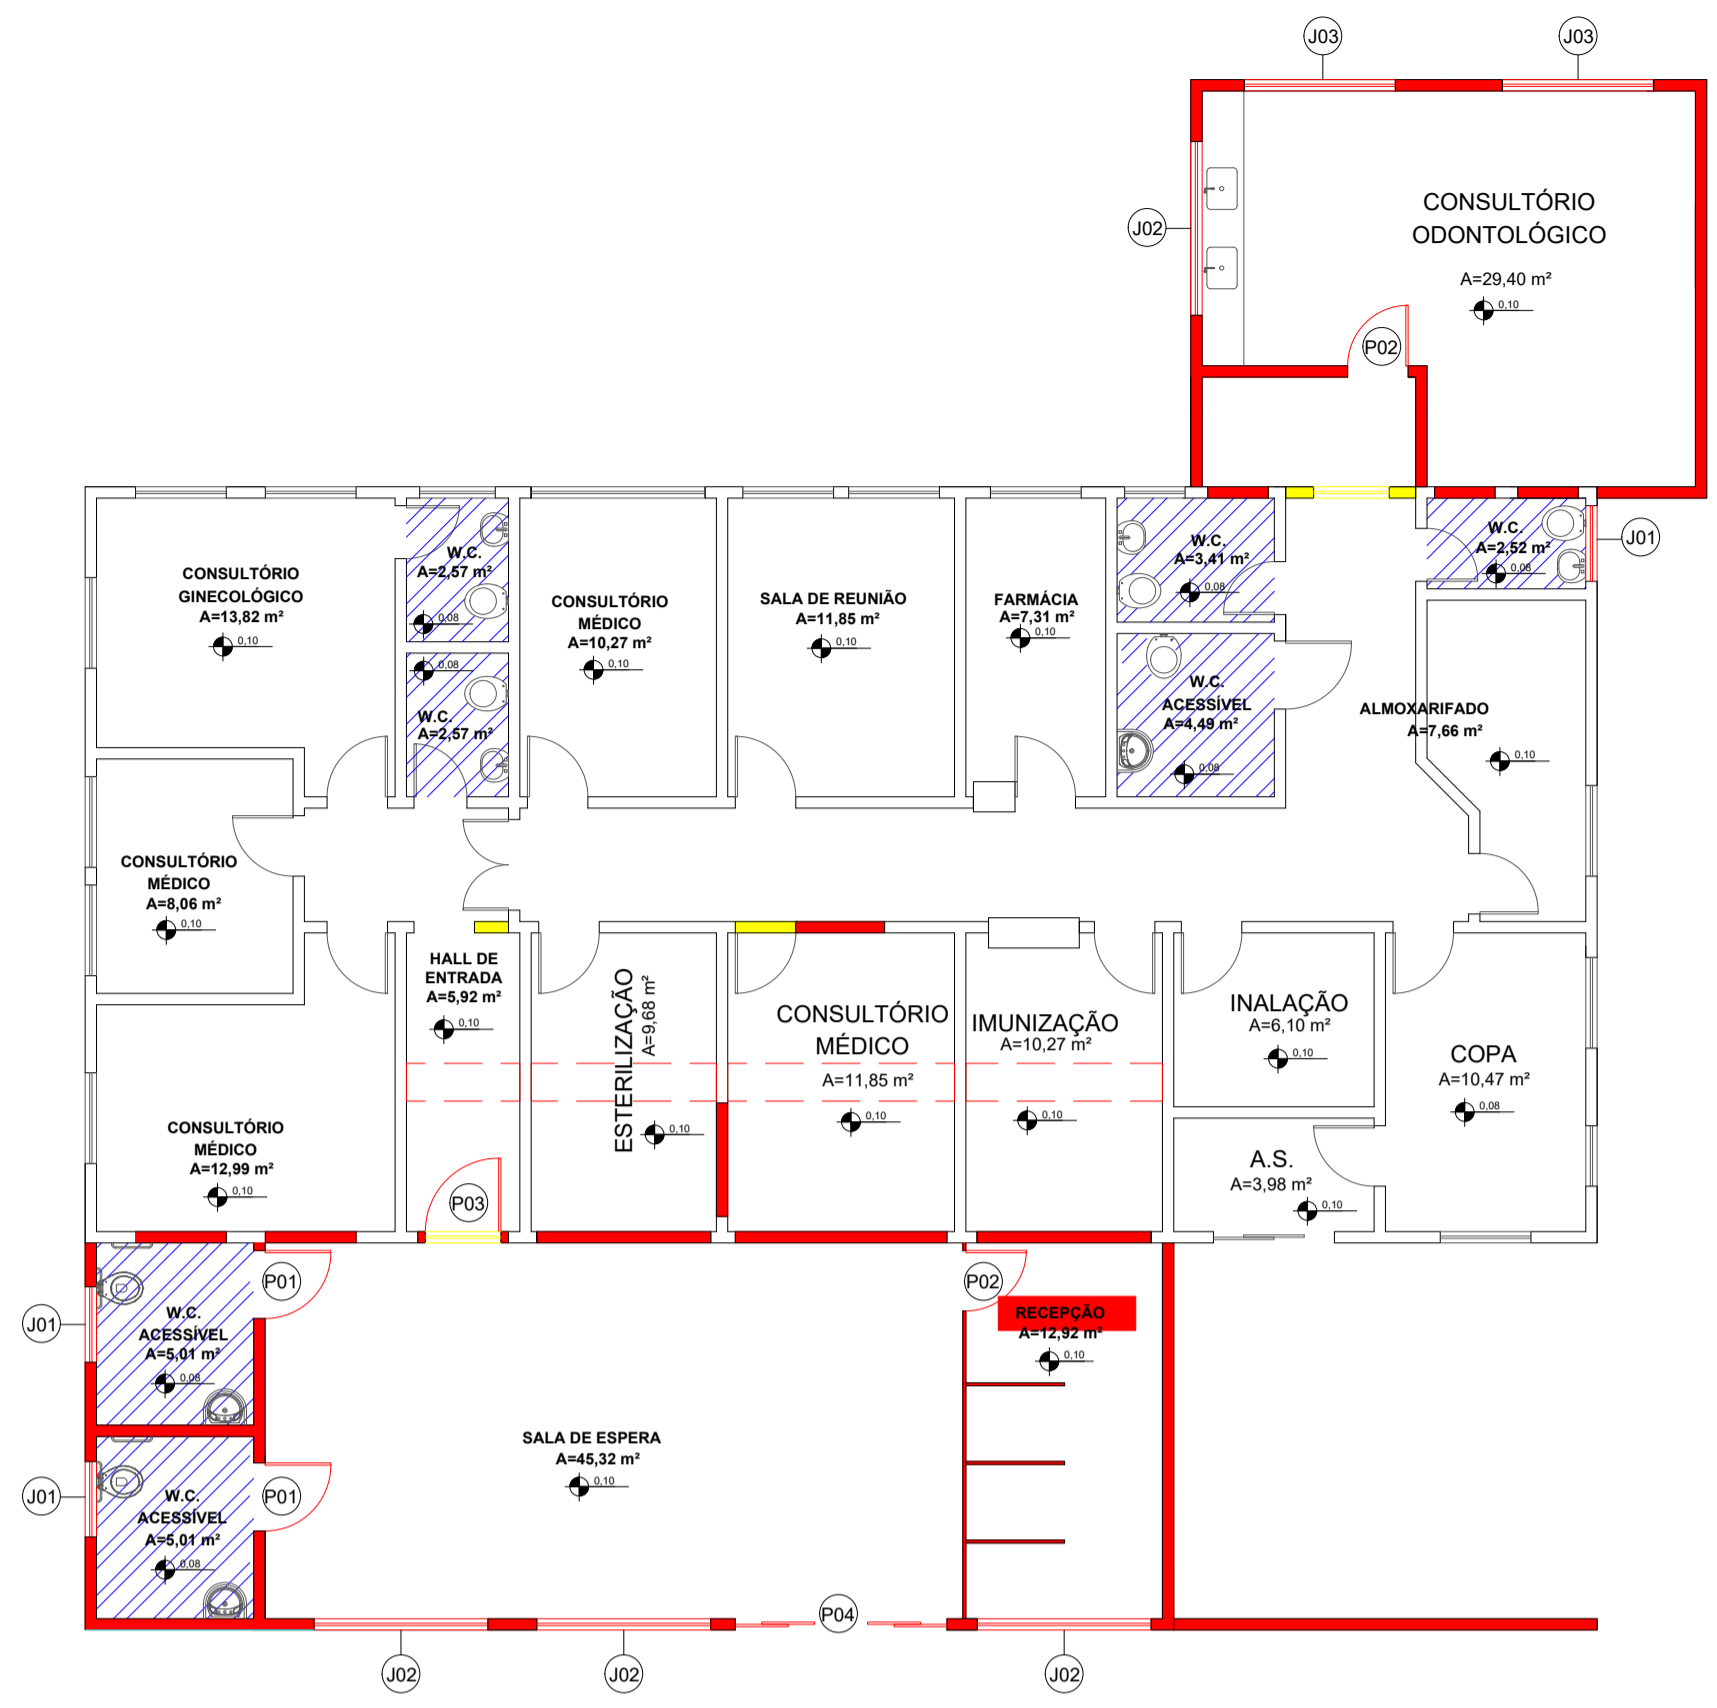 J03
J03
CONSULTÓRIO
ODONTOLÓGICO
A=29,40 m²
0,10
J02
P02
W.C.
A=2,57 m²
0,08
CONSULTÓRIO
GINECOLÓGICO
A=13,82 m²
0,10
CONSULTÓRIO
MÉDICO
A=10,27 m²
0,10
SALA DE REUNIÃO
A=11,85 m²
0,10
FARMÁCIA
A=7,31 m²
0,10
W.C.
A=3,41 m²
0,08
W.C.
A=2,52 m²
0,08
J01
0,08
W.C.
A=2,57 m²
W.C.
ACESSÍVEL
A=4,49 m²
0,08
ALMOXARIFADO
A=7,66 m²
0,10
CONSULTÓRIO
MÉDICO
A=8,06 m²
0,10
HALL DE
ENTRADA
A=5,92 m²
0,10
ESTERILIZAÇÃO
A=9,68 m²
0,10
CONSULTÓRIO
MÉDICO
A=11,85 m²
0,10
IMUNIZAÇÃO
A=10,27 m²
0,10
INALAÇÃO
A=6,10 m²
0,10
COPA
A=10,47 m²
0,08
CONSULTÓRIO
MÉDICO
A=12,99 m²
0,10
P03
A.S.
A=3,98 m²
0,10
P01
P02
J01
W.C.
ACESSÍVEL
A=5,01 m²
0,08
RECEPÇÃO
A=12,92 m²
0,10
SALA DE ESPERA
A=45,32 m²
0,10
J01
W.C.
ACESSÍVEL
A=5,01 m²
0,08
P01
P04
J02
J02
J02